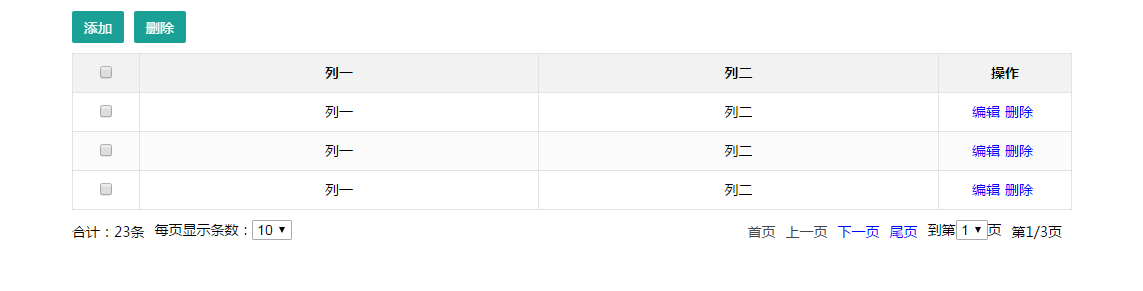 添加 删除
列一 列二 操作
列一 列二 编辑 删除
列一 列二 编辑 删除
列一 列二 编辑 删除
合计：23条 每页显示条数：10 首页 上一页 下一页 尾页 到第1页 第1/3页